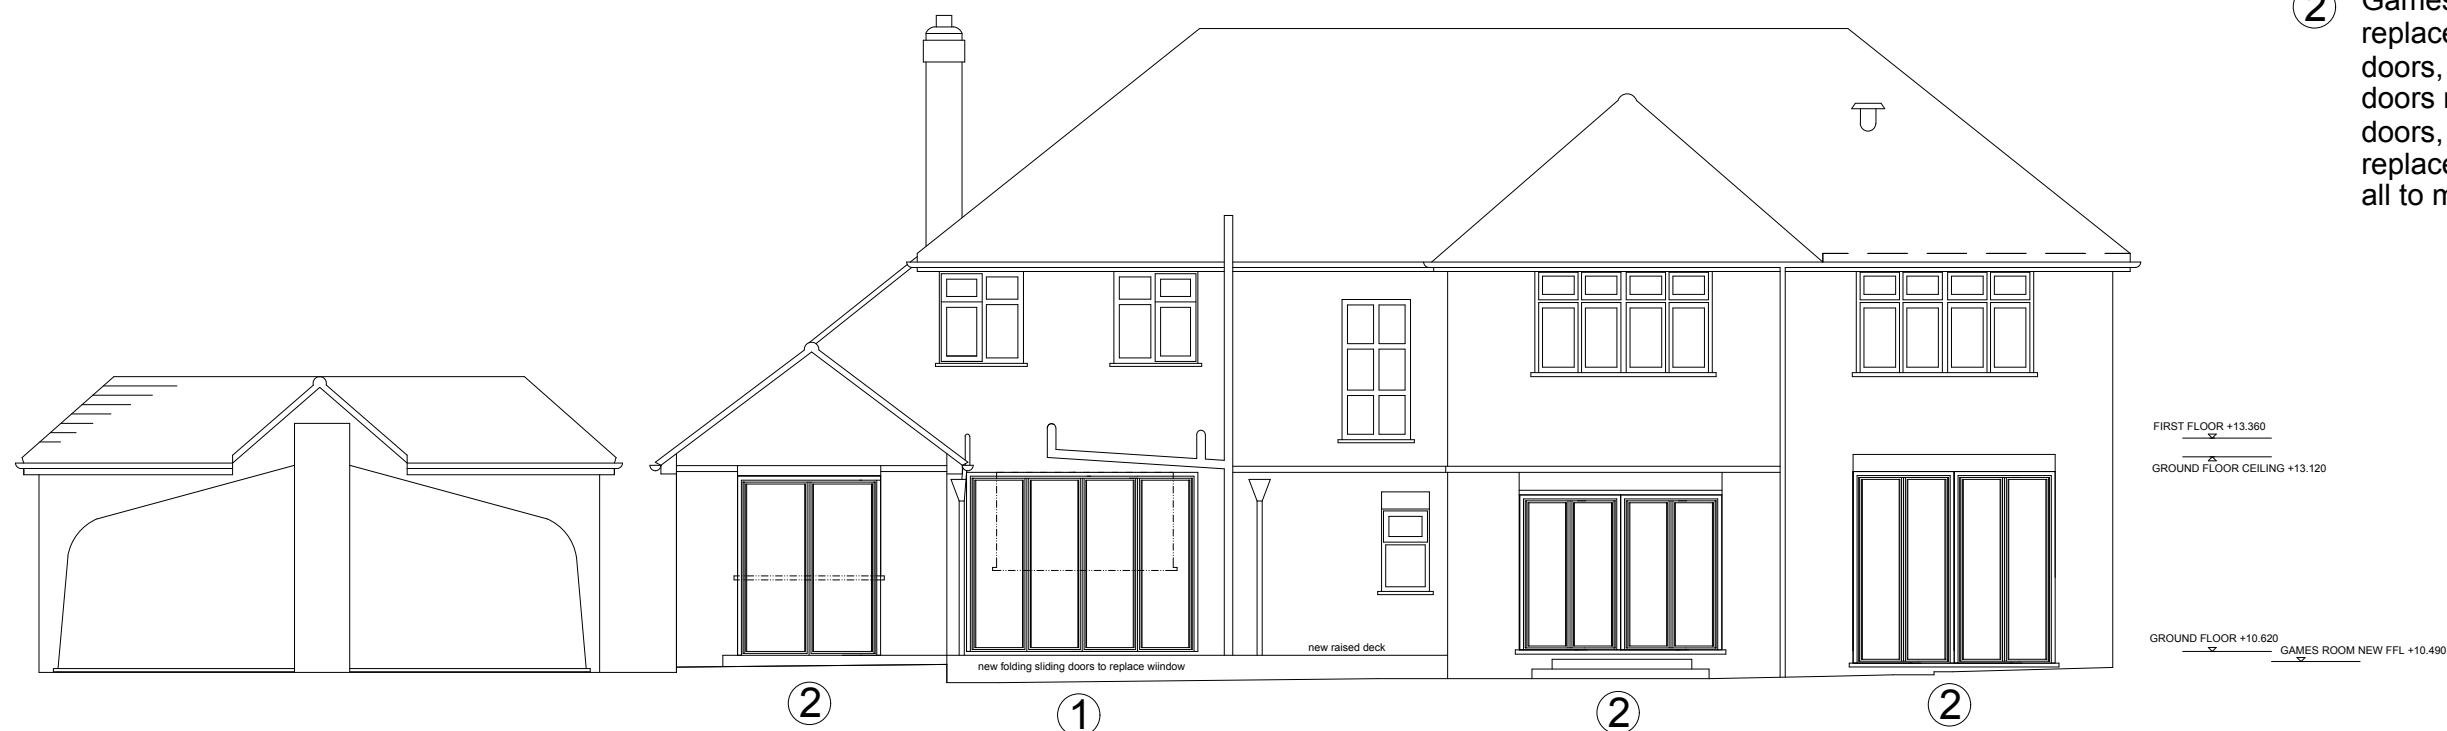 2
Games
replace
doors,
doors
doors,
replace
all to
FIRST FLOOR +13.360
GROUND FLOOR CEILING +13.120
GROUND FLOOR +10.620
GAMES ROOM NEW FFL +10.490
new raised deck
new folding sliding doors to replace wiindow
2
1
2
2